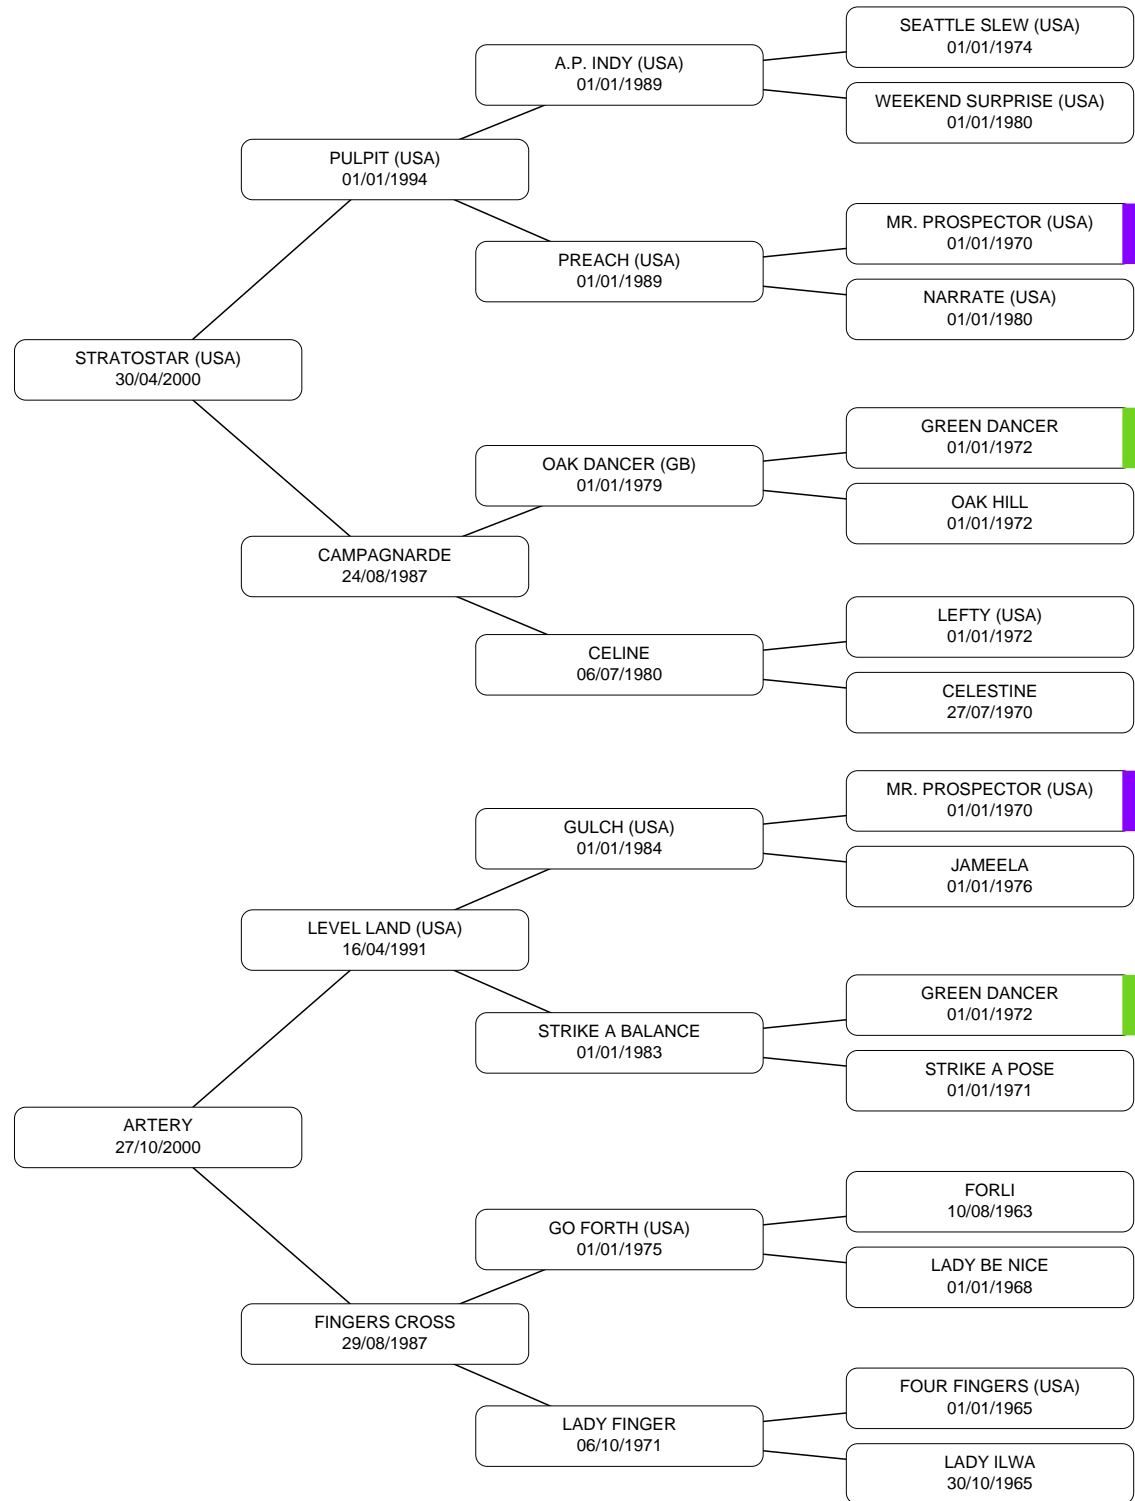 SEATTLE SLEW (USA)
01/01/1974
A.P. INDY (USA)
01/01/1989
WEEKEND SURPRISE (USA)
01/01/1980
PULPIT (USA)
01/01/1994
MR. PROSPECTOR (USA)
01/01/1970
PREACH (USA)
01/01/1989
NARRATE (USA)
01/01/1980
STRATOSTAR (USA)
30/04/2000
GREEN DANCER
01/01/1972
OAK DANCER (GB)
01/01/1979
OAK HILL
01/01/1972
CAMPAGNARDE
24/08/1987
LEFTY (USA)
01/01/1972
CELINE
06/07/1980
CELESTINE
27/07/1970
MR. PROSPECTOR (USA)
01/01/1970
GULCH (USA)
01/01/1984
JAMEELA
01/01/1976
LEVEL LAND (USA)
16/04/1991
GREEN DANCER
01/01/1972
STRIKE A BALANCE
01/01/1983
STRIKE A POSE
01/01/1971
ARTERY
27/10/2000
FORLI
10/08/1963
GO FORTH (USA)
01/01/1975
LADY BE NICE
01/01/1968
FINGERS CROSS
29/08/1987
FOUR FINGERS (USA)
01/01/1965
LADY FINGER
06/10/1971
LADY ILWA
30/10/1965